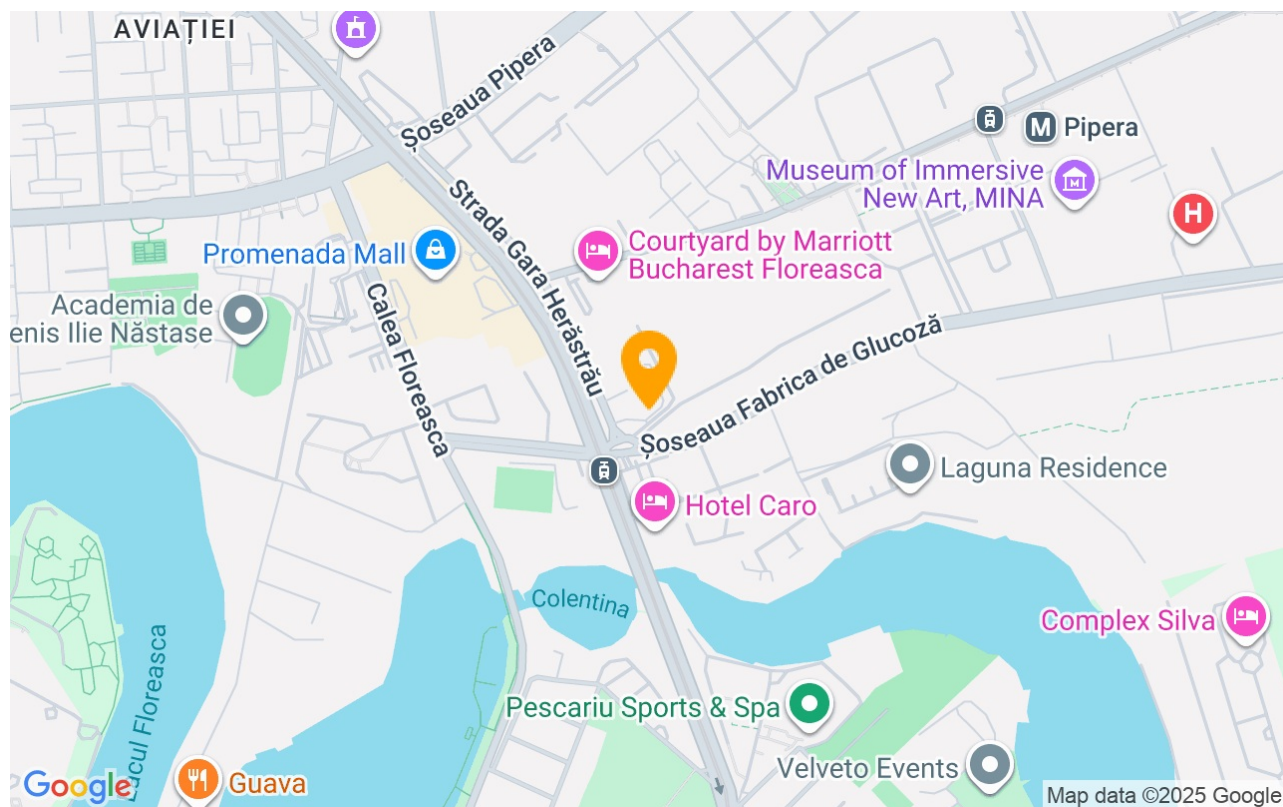 AVIAȚIEI
Șoseaua Pipera
M
Pipera
Museum of Immersive
New Art, MINA
M
H
Strada Gara Herăstrău
Promenada Mall
Courtyard by Marriott
Bucharest Floreasca
Academia de
enis Ilie Năstase
Calea Floreasca
Șoseaua Fabrica de Glucoză
Laguna Residence
Hotel Caro
Colentina
Complex Silva
Lacul Floreasca
Pescariu Sports & Spa
Velveto Events
Guava
Google
Map data ©2025 Google